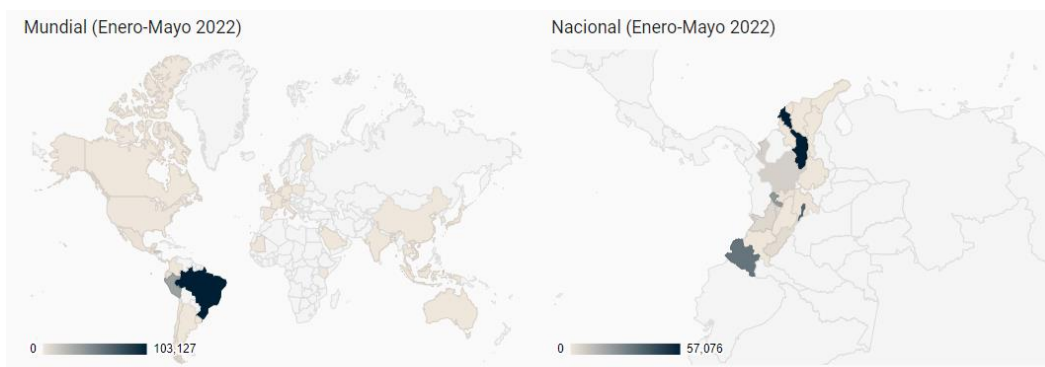 Mundial (Enero-Mayo 2022)
Nacional (Enero-Mayo 2022)
0 103,127
0 57,076